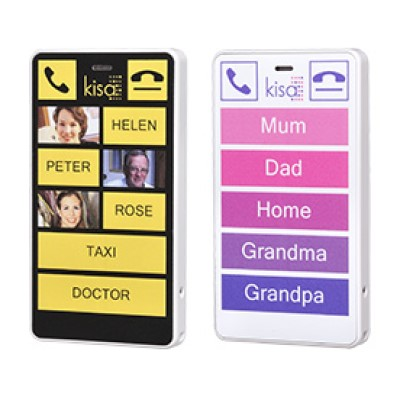 kisa
HELEN
PETER
ROSE
TAXI
DOCTOR
kisa
Mum
Dad
Home
Grandma
Grandpa